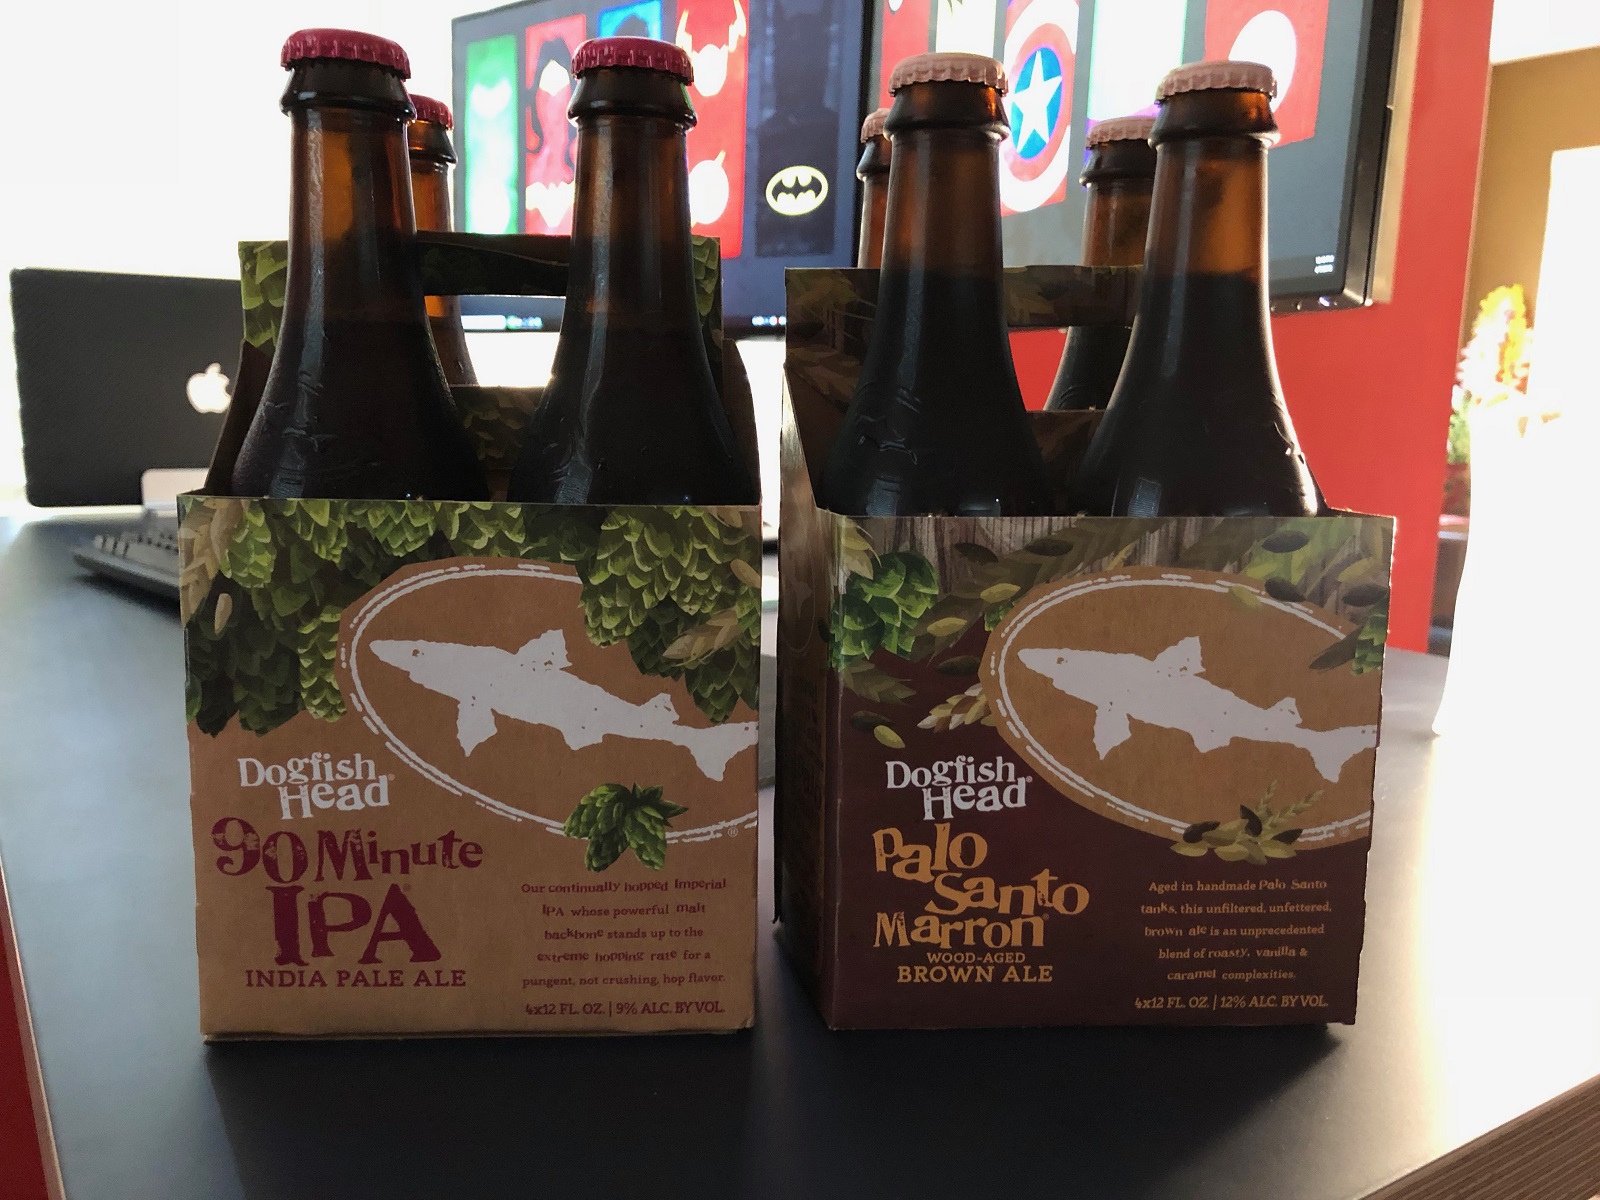 Dogfish
Head®
90 Minute
IPA
INDIA PALE ALE
Our continually hopped Imperial
IPA whose powerful malt
backbone stands up to the
extreme hopping rate for a
pungent, not crushing, hop flavor.
4x12 FL. OZ. | 9% ALC. BY VOL.
®
Dogfish
Head®
Palo
Santo
Marron®
WOOD-AGED
BROWN ALE
Aged in handmade Palo Santo
tanks, this unfiltered, unfettered,
brown ale is an unprecedented
blend of roasty, vanilla &
caramel complexities.
4x12 FL. OZ. | 12% ALC. BY VOL.